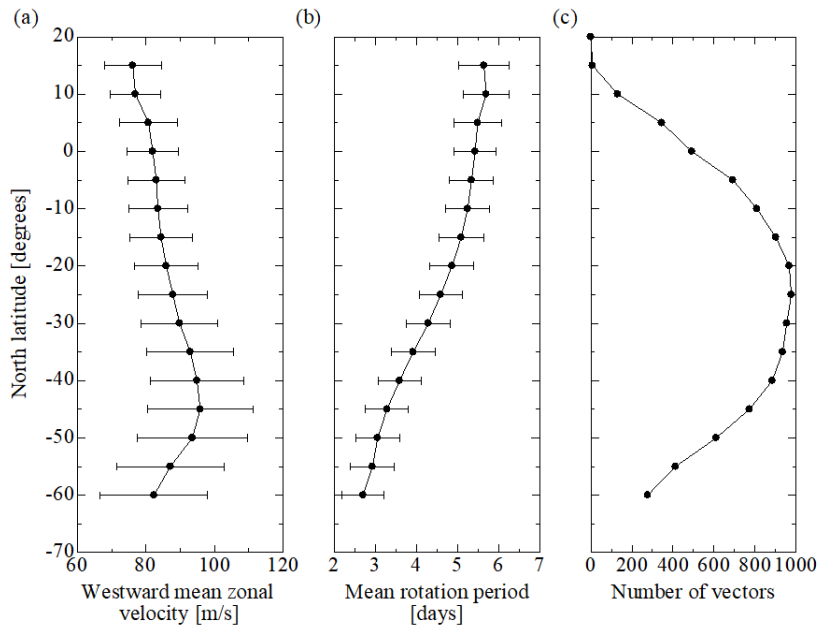 (a)
(b)
(c)
20
10
0
-10
-20
-30
-40
-50
-60
-70
North latitude [degrees]
60 80 100 120
2 3 4 5 6 7
0 200 400 600 800 1000
Westward mean zonal
velocity [m/s]
Mean rotation period
[days]
Number of vectors